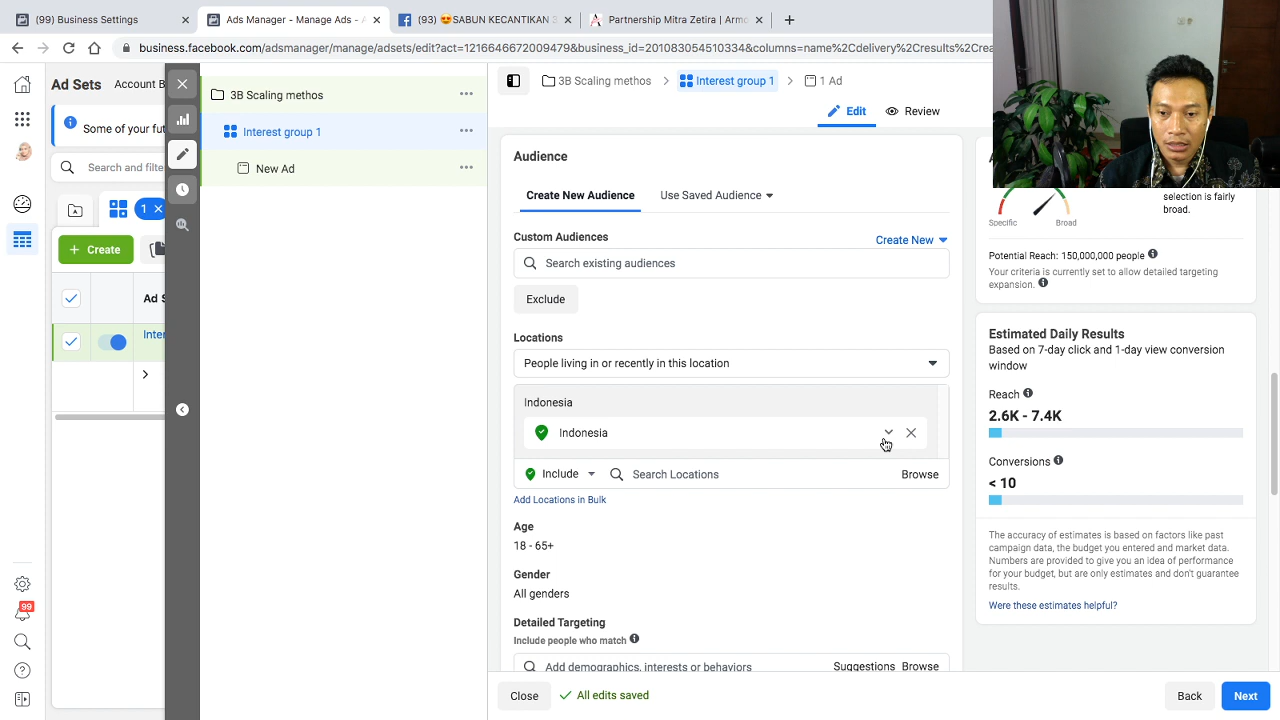 (99) Business Settings
Ads Manager - Manage Ads - A
(93) 😍SABUN KECANTIKAN S
Partnership Mitra Zetira | Armo
business.facebook.com/adsmanager/manage/adsets/edit?act=1216646672009479&business_id=201083054510334&columns=name%2Cdelivery%2Cresults%2Crea
Ad Sets
Account B
Some of your fut
Search and filte
1
Create
Ad S
Inter
99
3B Scaling methos
Interest group 1
New Ad
3B Scaling methos
Interest group 1
1 Ad
Edit
Review
Audience
Create New Audience
Use Saved Audience
Custom Audiences
Create New
Search existing audiences
Exclude
Locations
People living in or recently in this location
Indonesia
Indonesia
Include
Search Locations
Browse
Add Locations in Bulk
Age
18 - 65+
Gender
All genders
Detailed Targeting
Include people who match
Add demographics, interests or behaviors
Suggestions
Browse
Close
All edits saved
Back
Next
selection is fairly
broad.
Specific
Broad
Potential Reach: 150,000,000 people
Your criteria is currently set to allow detailed targeting
expansion.
Estimated Daily Results
Based on 7-day click and 1-day view conversion
window
Reach
2.6K - 7.4K
Conversions
< 10
The accuracy of estimates is based on factors like past
campaign data, the budget you entered and market data.
Numbers are provided to give you an idea of performance
for your budget, but are only estimates and don't guarantee
results.
Were these estimates helpful?